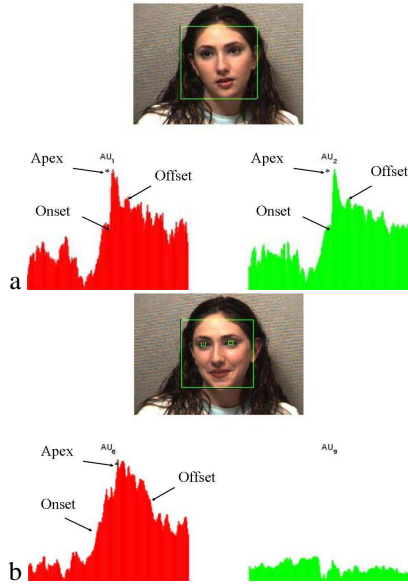 AU1 AU2
Apex Apex
Offset Offset
Onset Onset
a
AU6 AU9
Apex
Offset
Onset
b